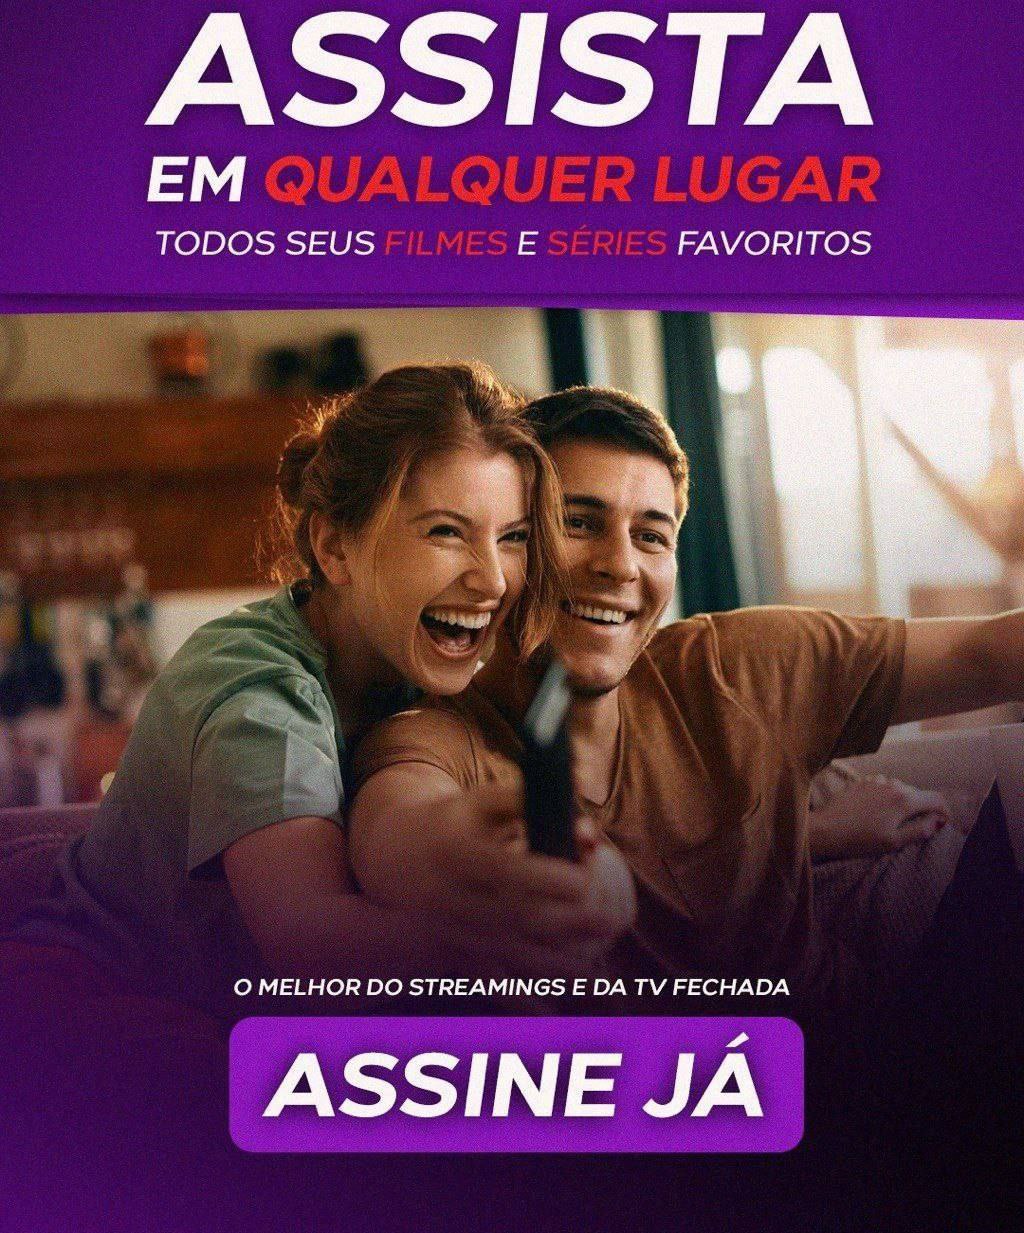 ASSISTA
EM QUALQUER LUGAR
TODOS SEUS FILMES E SÉRIES FAVORITOS
O MELHOR DO STREAMINGS E DA TV FECHADA
ASSINE JÁ